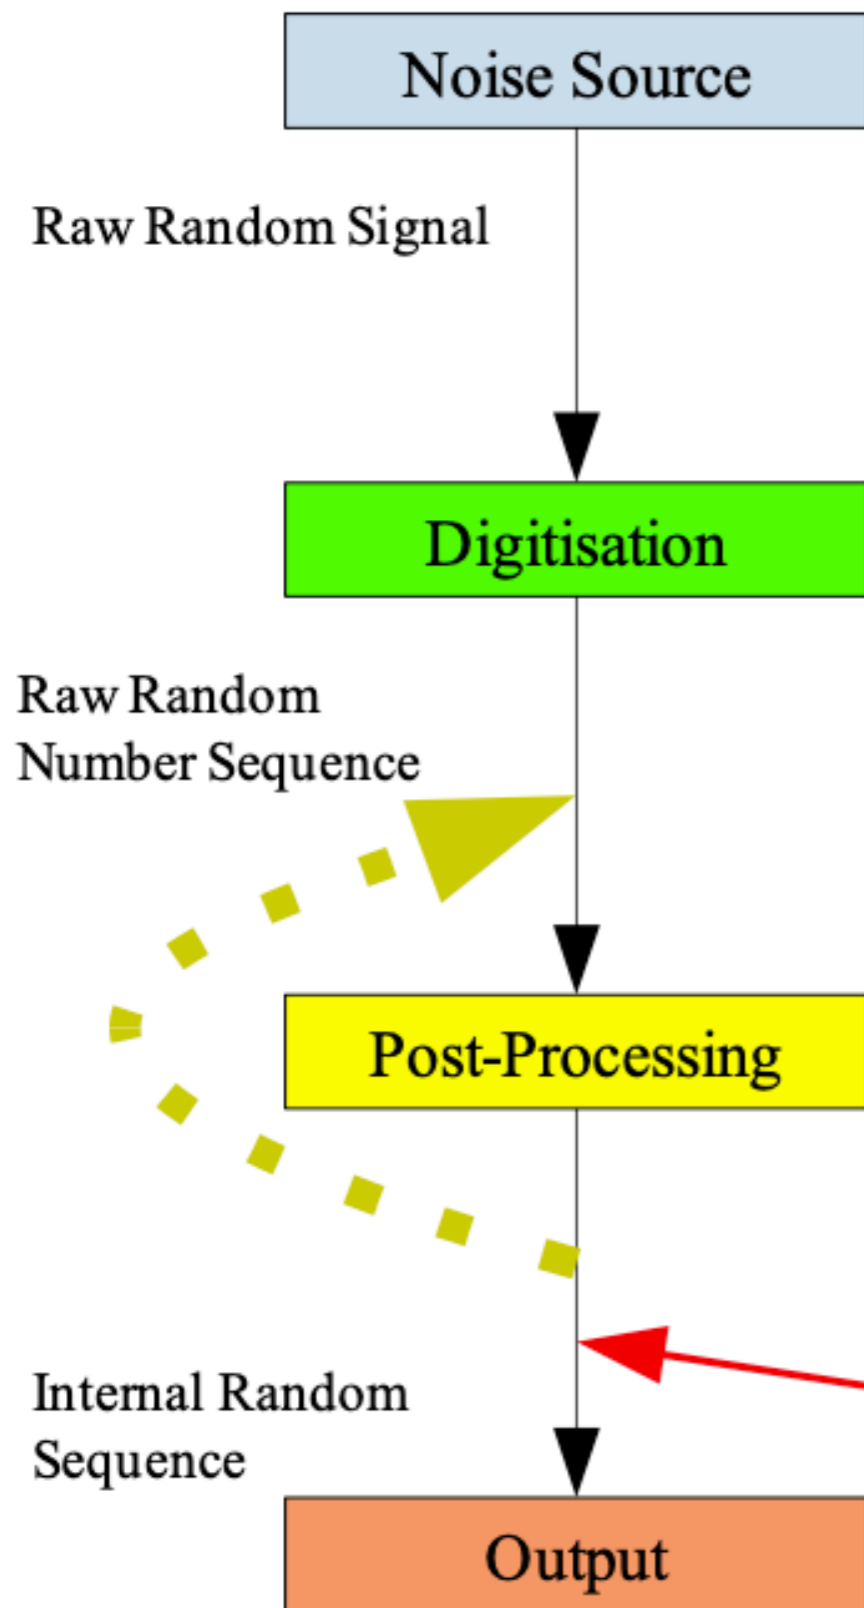 Noise Source
Raw Random Signal
Digitisation
Raw Random
Number Sequence
Post-Processing
Internal Random
Sequence
Output